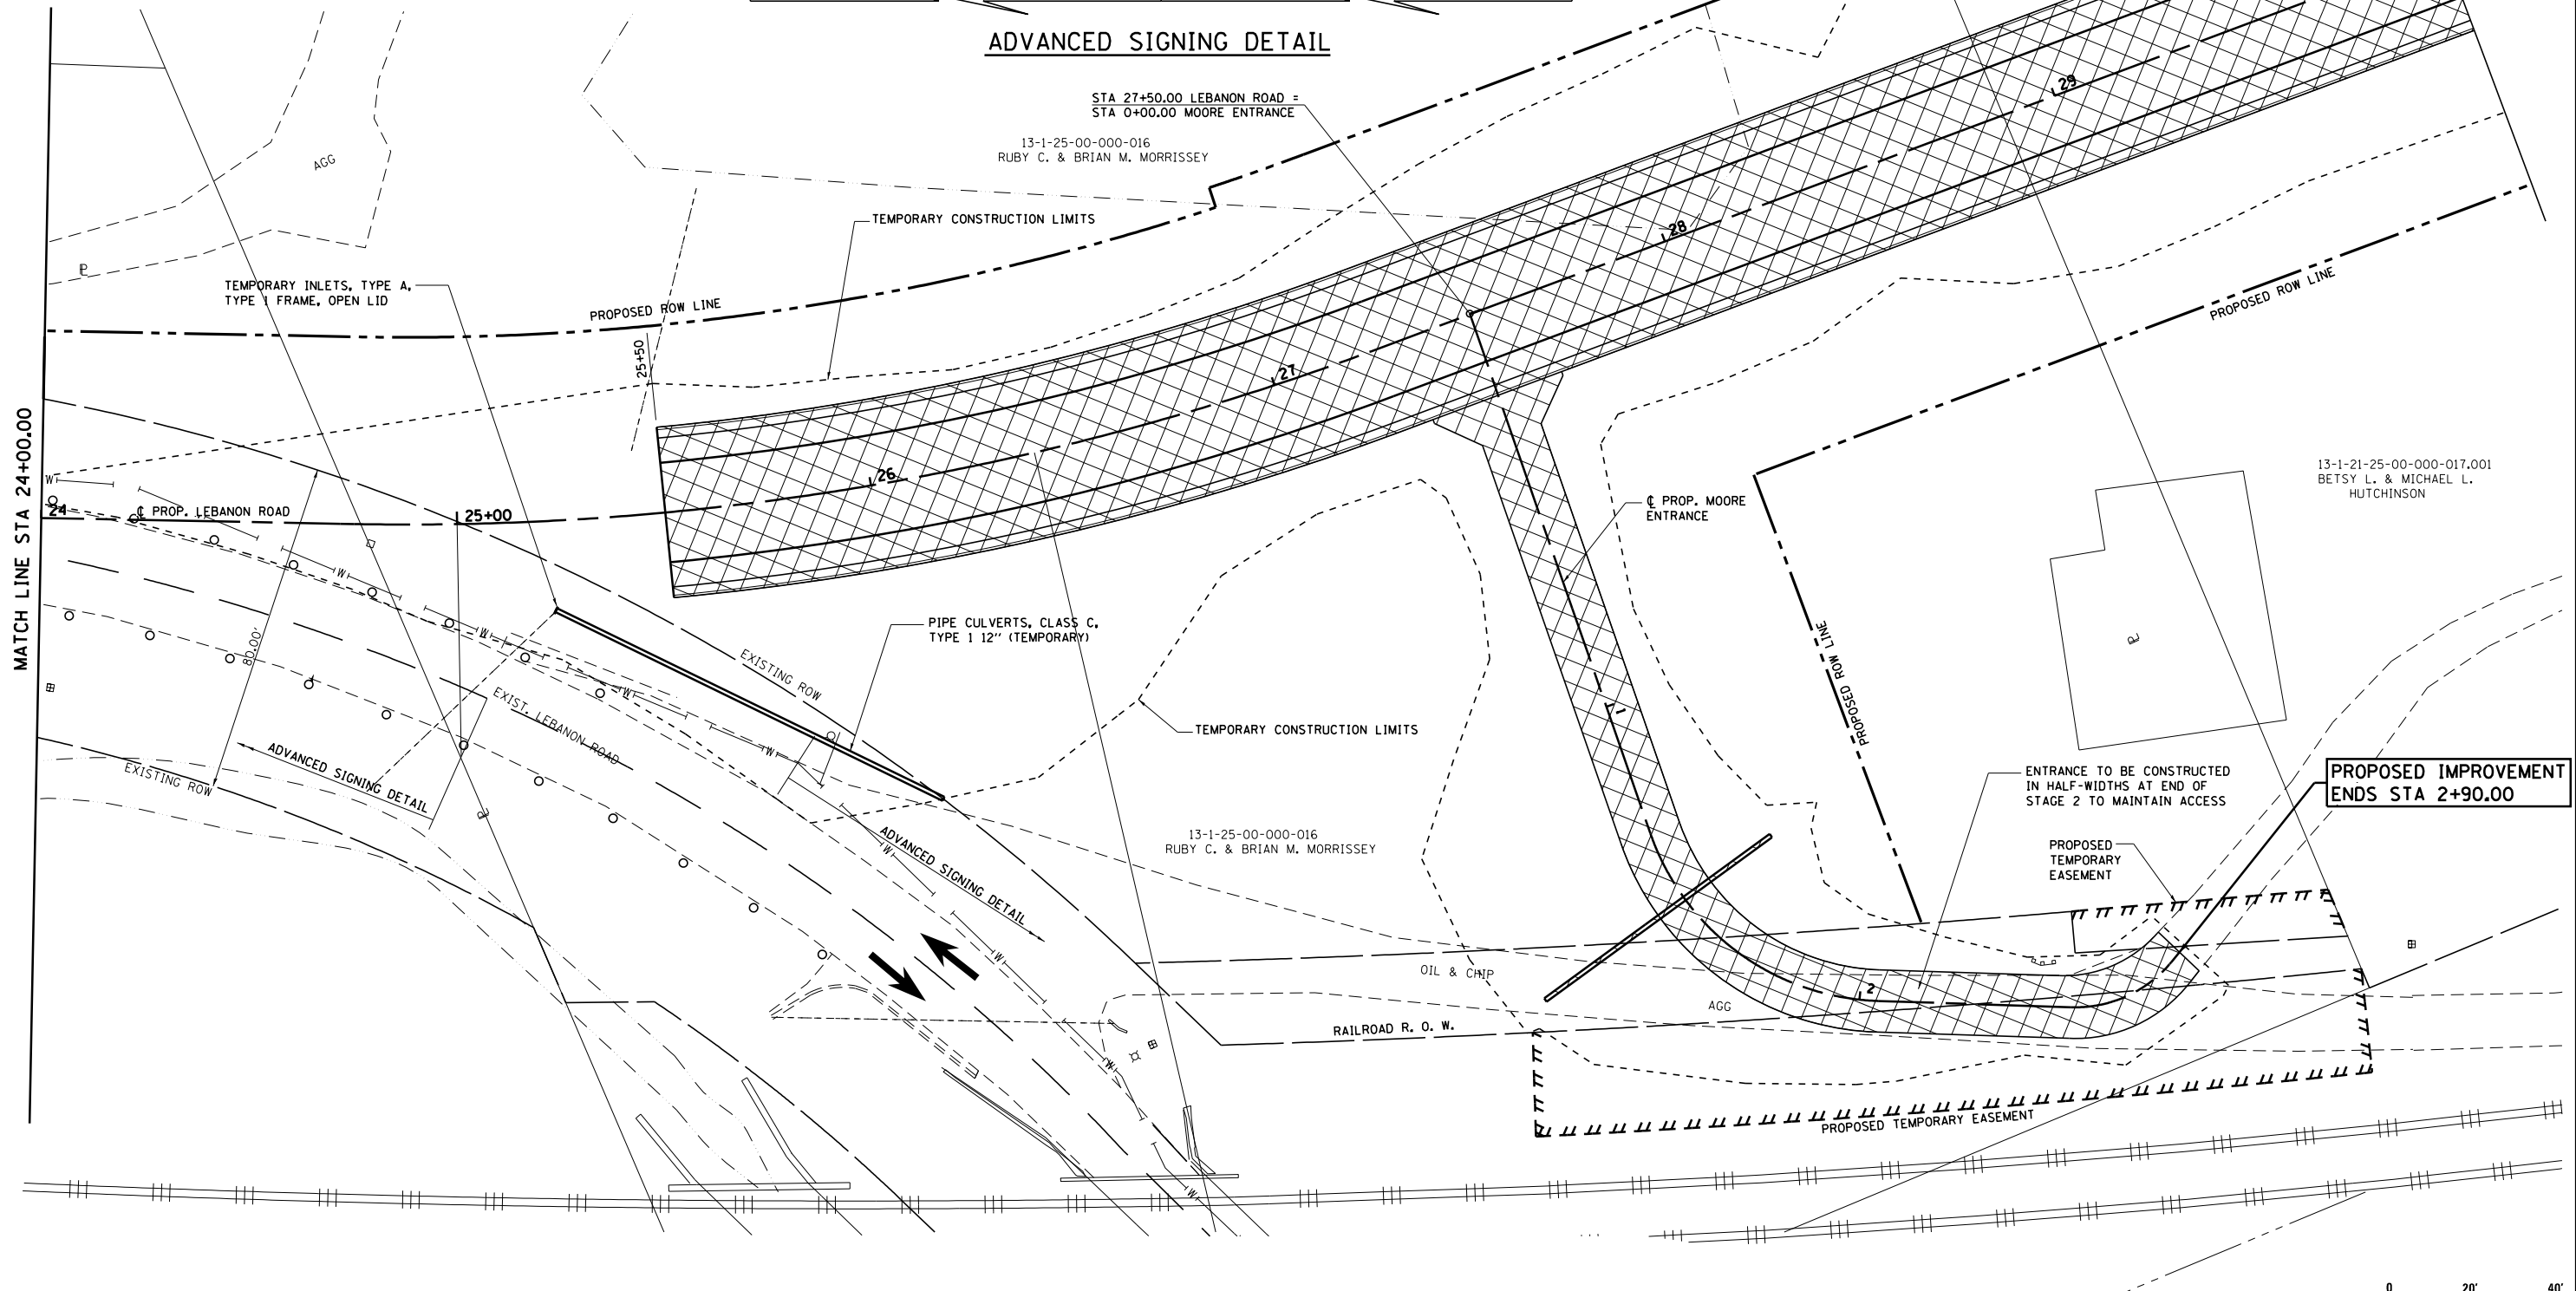 ADVANCED SIGNING DETAIL
STA 27+50.00 LEBANON ROAD =
STA 0+00.00 MOORE ENTRANCE
29
AGG
13-1-25-00-000-016
RUBY C. & BRIAN M. MORRISSEY
28
TEMPORARY CONSTRUCTION LIMITS
TEMPORARY INLETS, TYPE A,
TYPE 1 FRAME, OPEN LID
PROPOSED ROW LINE
PROPOSED ROW LINE
25+50
27
MATCH LINE STA 24+00.00
26
W
24
℄ PROP. LEBANON ROAD
25+00
13-1-21-25-00-000-017.001
BETSY L. & MICHAEL L.
HUTCHINSON
℄ PROP. MOORE
ENTRANCE
W
80.00'
W
PIPE CULVERTS, CLASS C,
TYPE 1 12" (TEMPORARY)
EXISTING ROW
PROPOSED ROW LINE
W
EXIST. LEBANON ROAD
1
TEMPORARY CONSTRUCTION LIMITS
W
ADVANCED SIGNING DETAIL
EXISTING ROW
ENTRANCE TO BE CONSTRUCTED
IN HALF-WIDTHS AT END OF
STAGE 2 TO MAINTAIN ACCESS
PROPOSED IMPROVEMENT
ENDS STA 2+90.00
13-1-25-00-000-016
RUBY C. & BRIAN M. MORRISSEY
W
ADVANCED SIGNING DETAIL
PROPOSED
TEMPORARY
EASEMENT
W
OIL & CHIP
2
AGG
RAILROAD R. O. W.
W
PROPOSED TEMPORARY EASEMENT
W
0 20' 40'